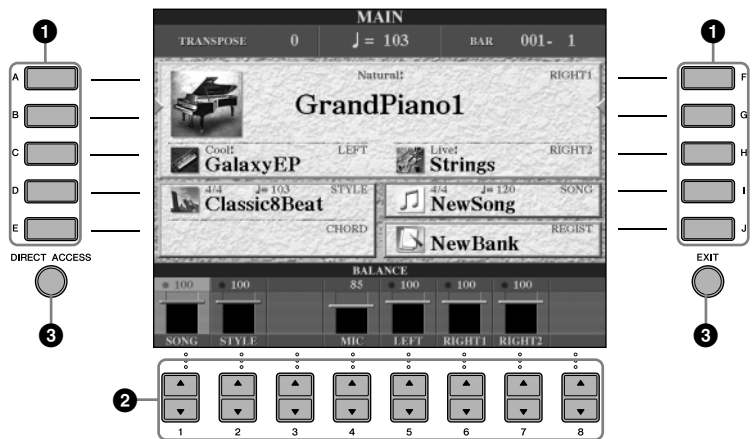 MAIN
TRANSPOSE 0 ♩= 103 BAR 001- 1
Natural! RIGHT1
GrandPiano1
Cool! LEFT Live! RIGHT2
GalaxyEP Strings
4/4 ♩= 103 STYLE 4/4 ♩= 120 SONG
Classic8Beat NewSong
CHORD REGIST
NewBank
BALANCE
100 100 85 100 100 100
SONG STYLE MIC LEFT RIGHT1 RIGHT2
1
A
B
C
D
E
DIRECT ACCESS
3
1
F
G
H
I
J
EXIT
3
2
1 2 3 4 5 6 7 8